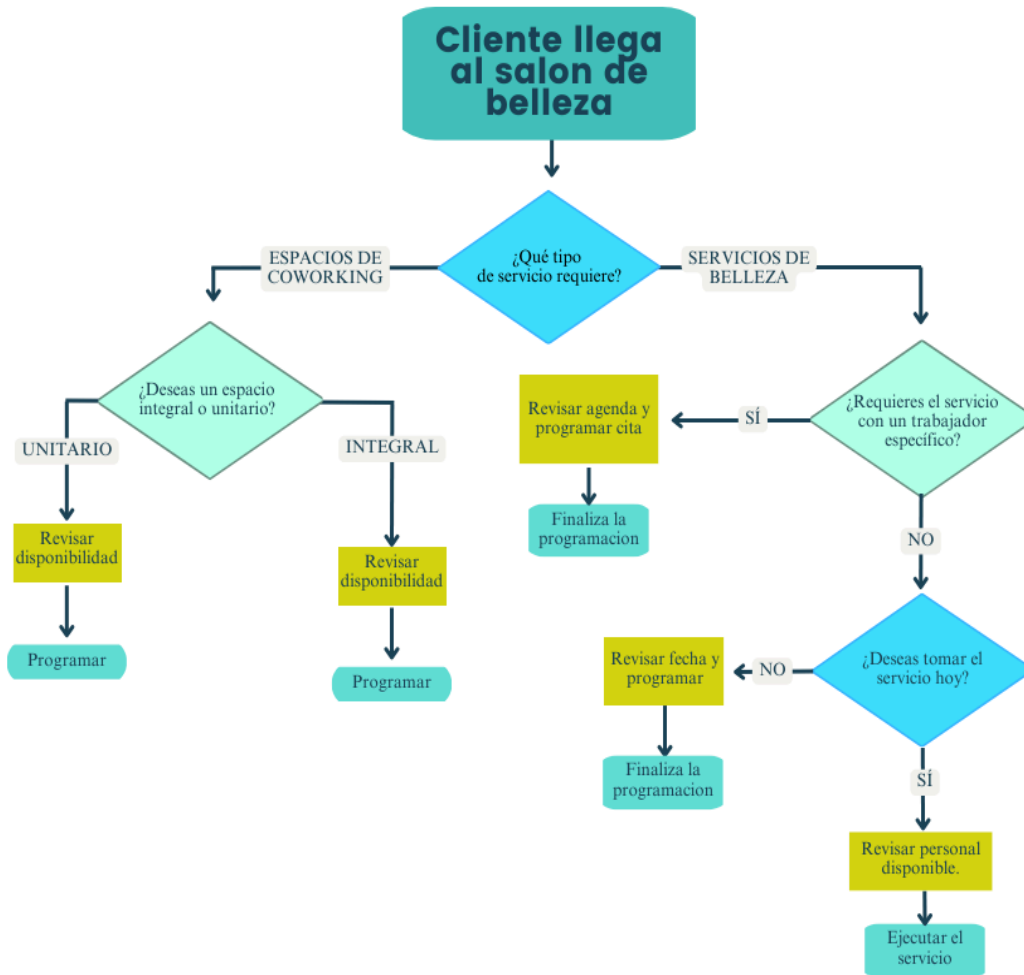 Cliente llega
al salon de
belleza
¿Qué tipo
de servicio requiere?
ESPACIOS DE
COWORKING
SERVICIOS DE
BELLEZA
¿Deseas un espacio
integral o unitario?
UNITARIO
INTEGRAL
Revisar
disponibilidad
Programar
Revisar
disponibilidad
Programar
¿Requieres el servicio
con un trabajador
específico?
SÍ
Revisar agenda y
programar cita
Finaliza la
programacion
NO
¿Deseas tomar el
servicio hoy?
NO
Revisar fecha y
programar
Finaliza la
programacion
SÍ
Revisar personal
disponible.
Ejecutar el
servicio